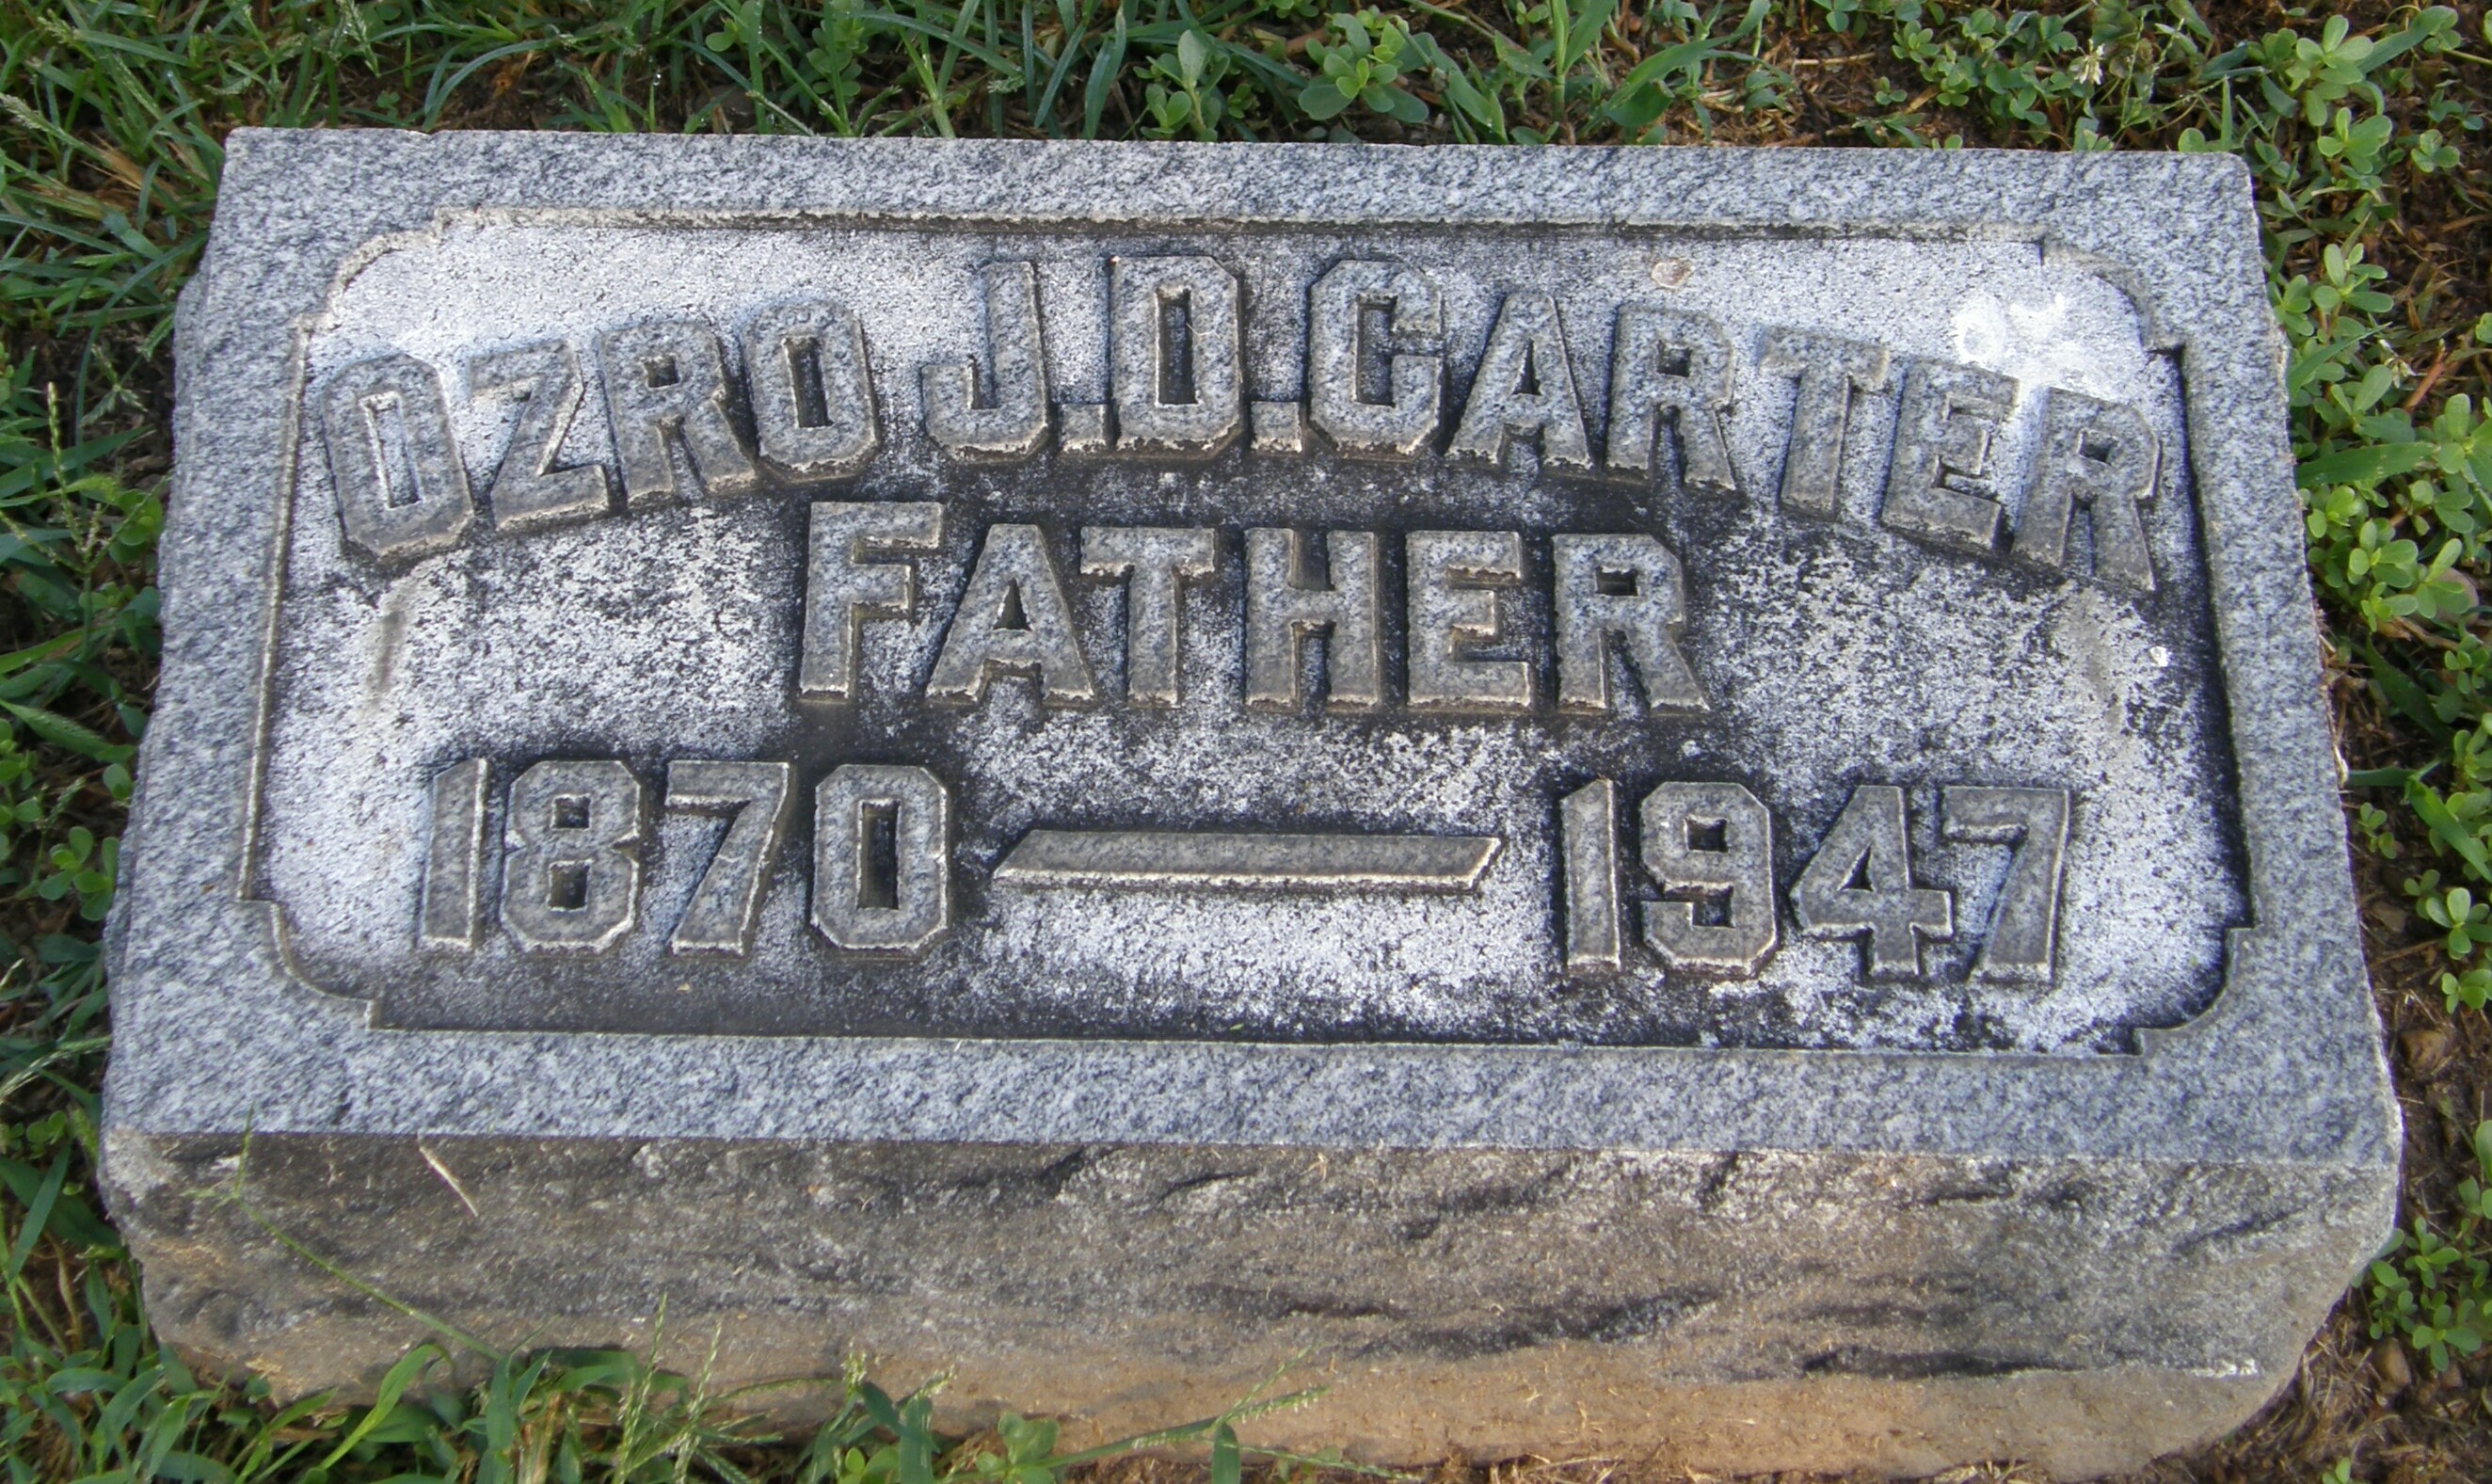 OZRO J.D.CARTER
FATHER
1870 — 1947